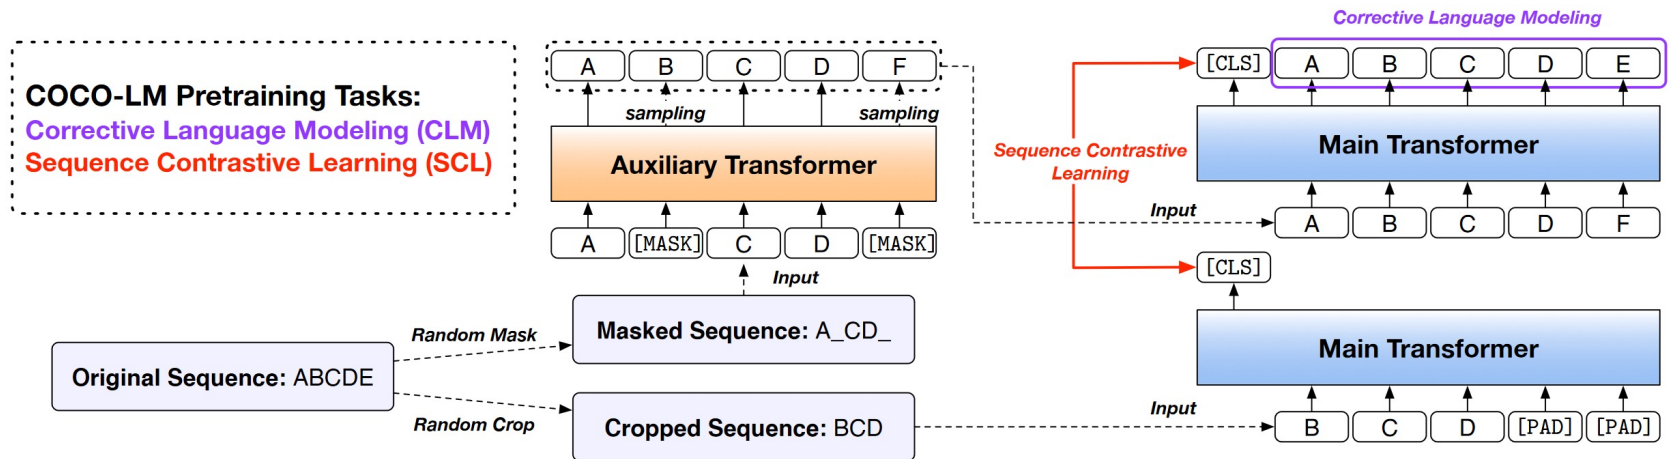 COCO-LM Pretraining Tasks:
Corrective Language Modeling (CLM)
Sequence Contrastive Learning (SCL)
Original Sequence: ABCDE
Random Mask
Random Crop
Masked Sequence: A_CD_
Cropped Sequence: BCD
Input
A [MASK] C D [MASK]
Auxiliary Transformer
sampling sampling
A B C D F
Sequence Contrastive
Learning
Corrective Language Modeling
[CLS] A B C D E
Main Transformer
Input
A B C D F
[CLS]
Main Transformer
Input
B C D [PAD] [PAD]